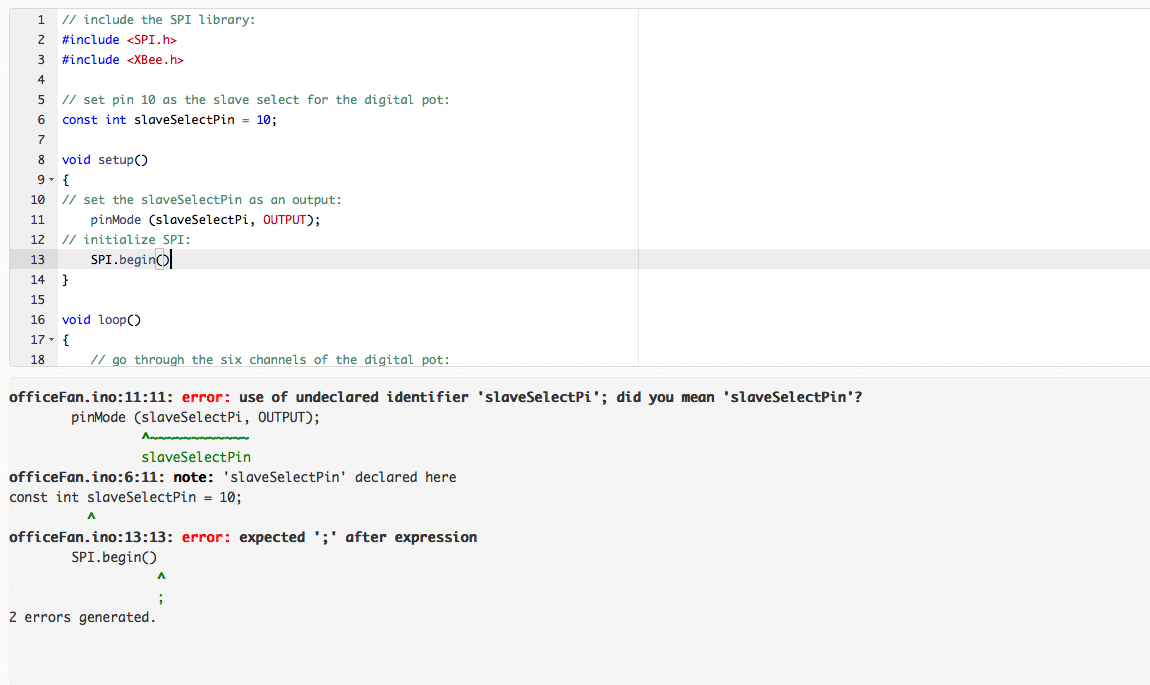 1 // include the SPI library:
2 #include <SPI.h>
3 #include <XBee.h>
4
5 // set pin 10 as the slave select for the digital pot:
6 const int slaveSelectPin = 10;
7
8 void setup()
9 {
10 // set the slaveSelectPin as an output:
11 pinMode (slaveSelectPi, OUTPUT);
12 // initialize SPI:
13 SPI.begin()
14 }
15
16 void loop()
17 {
18 // go through the six channels of the digital pot:
officeFan.ino:11:11: error: use of undeclared identifier 'slaveSelectPi'; did you mean 'slaveSelectPin'?
pinMode (slaveSelectPi, OUTPUT);
^~~~~~~~~~~~~
slaveSelectPin
officeFan.ino:6:11: note: 'slaveSelectPin' declared here
const int slaveSelectPin = 10;
^
officeFan.ino:13:13: error: expected ';' after expression
SPI.begin()
^
;
2 errors generated.